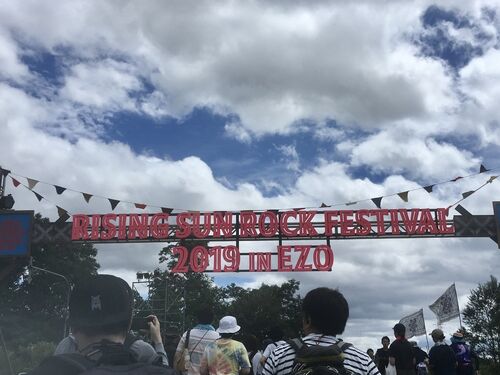 RISING SUN ROCK FESTIVAL
2019 IN EZO